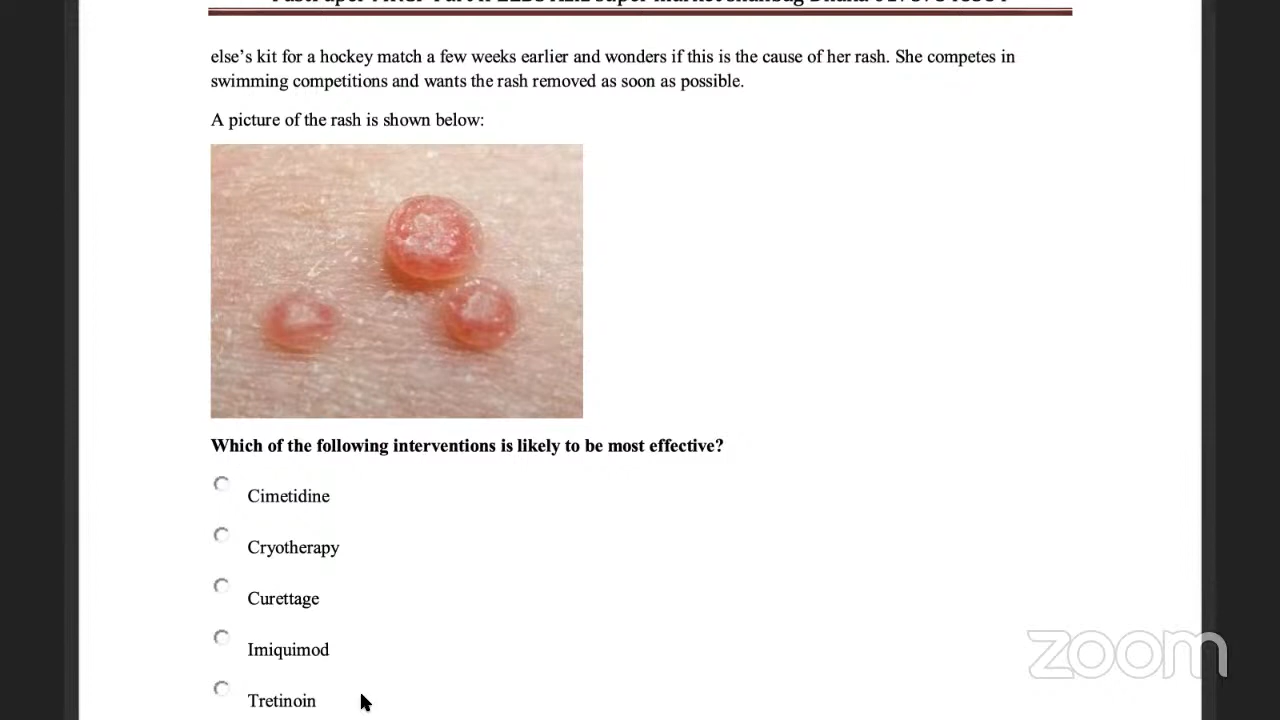 else’s kit for a hockey match a few weeks earlier and wonders if this is the cause of her rash. She competes in
swimming competitions and wants the rash removed as soon as possible.
A picture of the rash is shown below:
Which of the following interventions is likely to be most effective?
Cimetidine
Cryotherapy
Curettage
Imiquimod
Tretinoin
zoom